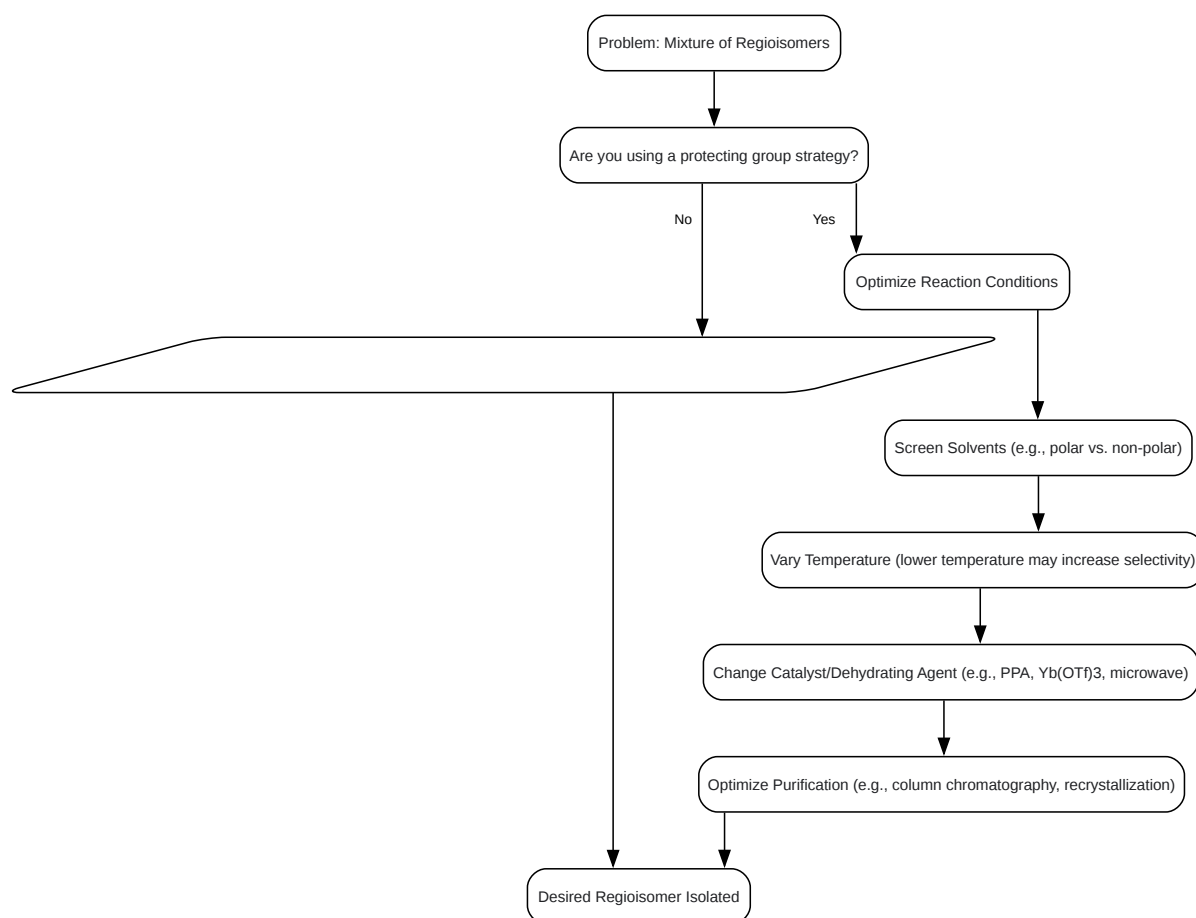 Problem: Mixture of Regioisomers
Are you using a protecting group strategy?
No
Yes
Optimize Reaction Conditions
Screen Solvents (e.g., polar vs. non-polar)
Vary Temperature (lower temperature may increase selectivity)
Change Catalyst/Dehydrating Agent (e.g., PPA, Yb(OTf)3, microwave)
Optimize Purification (e.g., column chromatography, recrystallization)
Desired Regioisomer Isolated